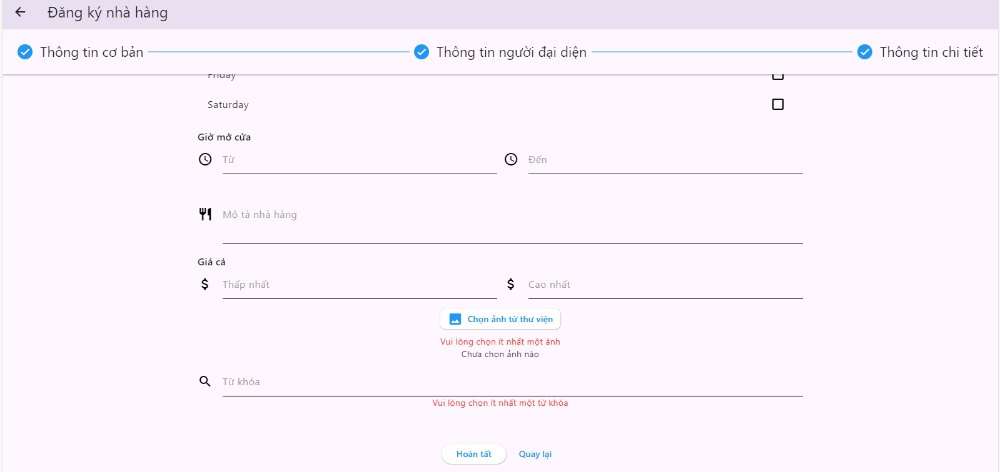 Đăng ký nhà hàng
Thông tin cơ bản Thông tin người đại diện Thông tin chi tiết
Friday
Saturday
Giờ mở cửa
Từ Đến
Mô tả nhà hàng
Giá cả
Thấp nhất Cao nhất
Chọn ảnh từ thư viện
Vui lòng chọn ít nhất một ảnh
Chưa chọn ảnh nào
Từ khóa
Vui lòng chọn ít nhất một từ khóa
Hoàn tất Quay lại